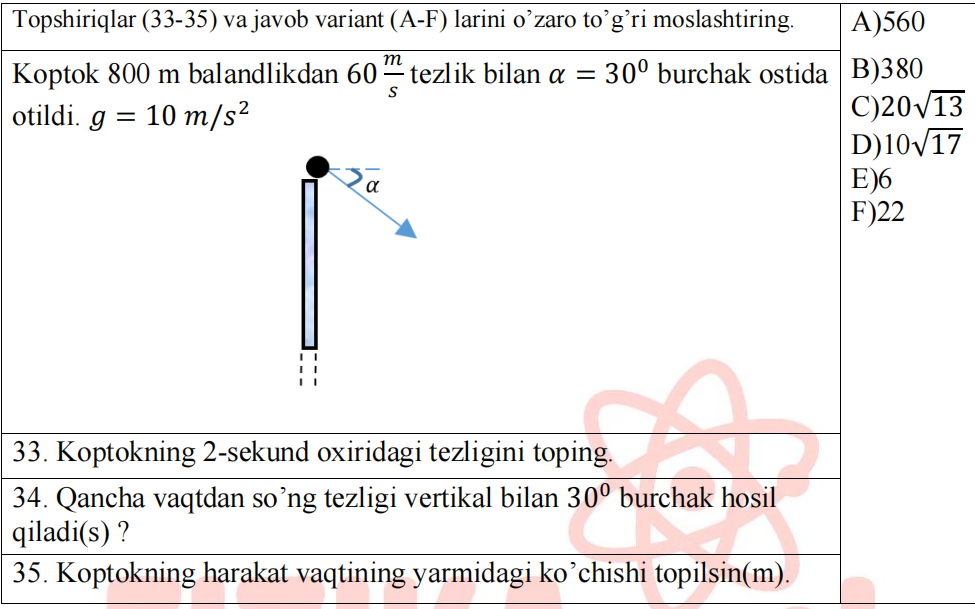 Topshiriqlar (33-35) va javob variant (A-F) larini o’zaro to’g’ri moslashtiring.
Koptok 800 m balandlikdan 60 m/s tezlik bilan α = 30⁰ burchak ostida
otildi. g = 10 m/s²
α
33. Koptokning 2-sekund oxiridagi tezligini toping.
34. Qancha vaqtdan so’ng tezligi vertikal bilan 30⁰ burchak hosil
qiladi(s) ?
35. Koptokning harakat vaqtining yarmidagi ko’chishi topilsin(m).
A)560
B)380
C)20√13
D)10√17
E)6
F)22